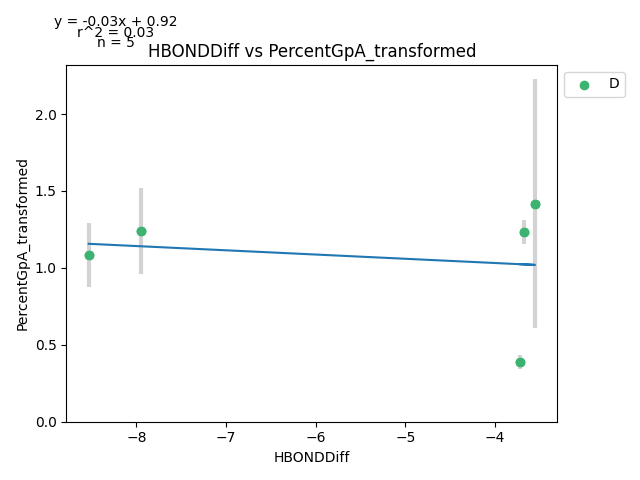 y = -0.03x + 0.92
r^2 = 0.03
n = 5
HBONDDiff vs PercentGpA_transformed
D
PercentGpA_transformed
2.0
1.5
1.0
0.5
0.0
−8
−7
−6
−5
−4
HBONDDiff